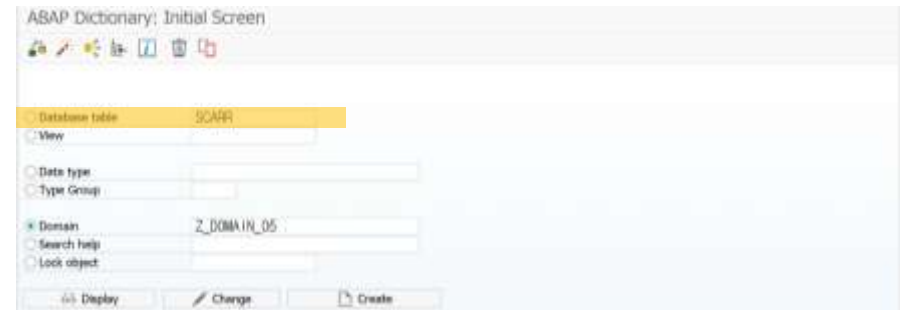 ABAP Dictionary: Initial Screen
Database table SCARR
View
Data type
Type Group
Domain Z_DOMAIN_05
Search help
Lock object
Display Change Create